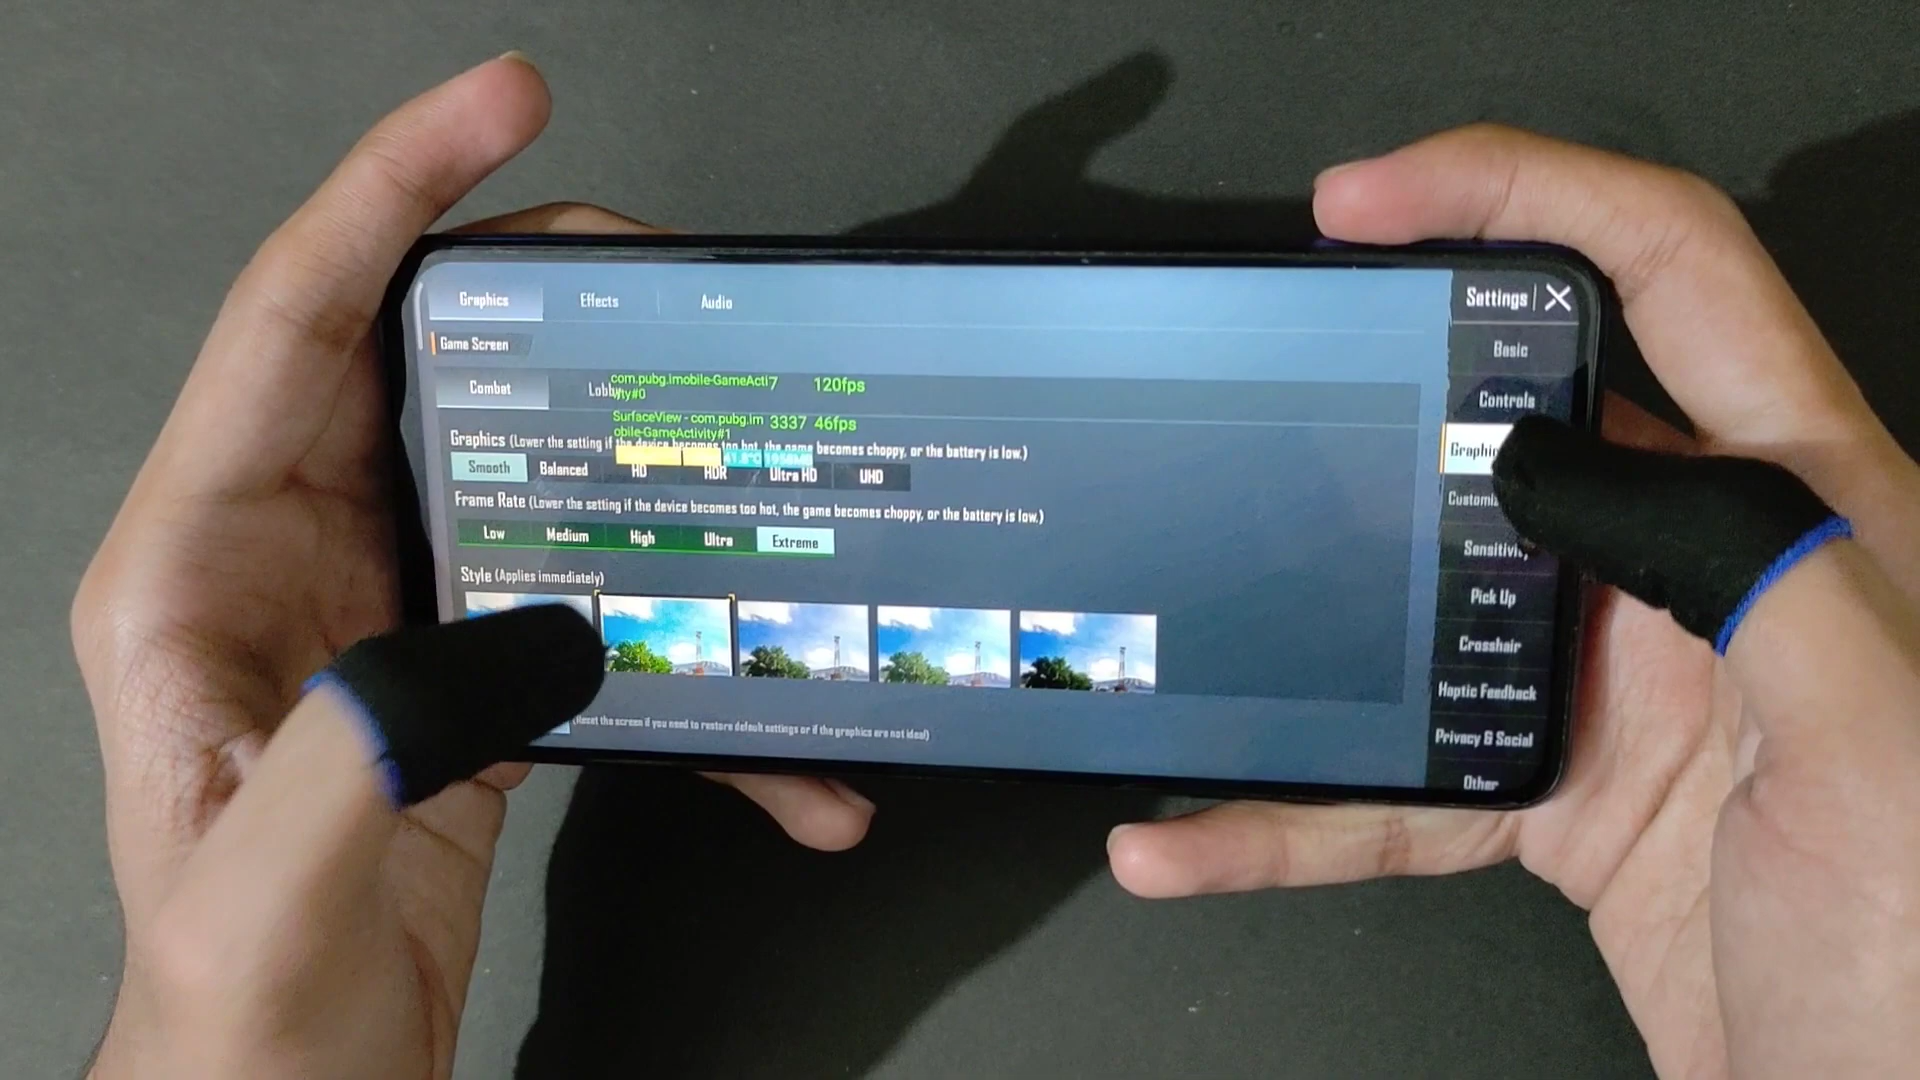 Graphics Effects Audio
Settings
Game Screen
Basic
Combat
com.pubg.imobile-GameActi7 120fps
vity#0
Controls
SurfaceView - com.pubg.im 3337 46fps
obile-GameActivity#1
Graphics (Lower the setting if the device becomes too hot, the game becomes choppy, or the battery is low.)
Smooth Balanced HD HDR Ultra HD UHD
Frame Rate (Lower the setting if the device becomes too hot, the game becomes choppy, or the battery is low.)
Low Medium High Ultra Extreme
Sensitivity
Style (Applies immediately)
Pick Up
Crosshair
Haptic Feedback
(Reset the screen if you need to restore default settings or if the graphics are not ideal)
Privacy & Social
Other